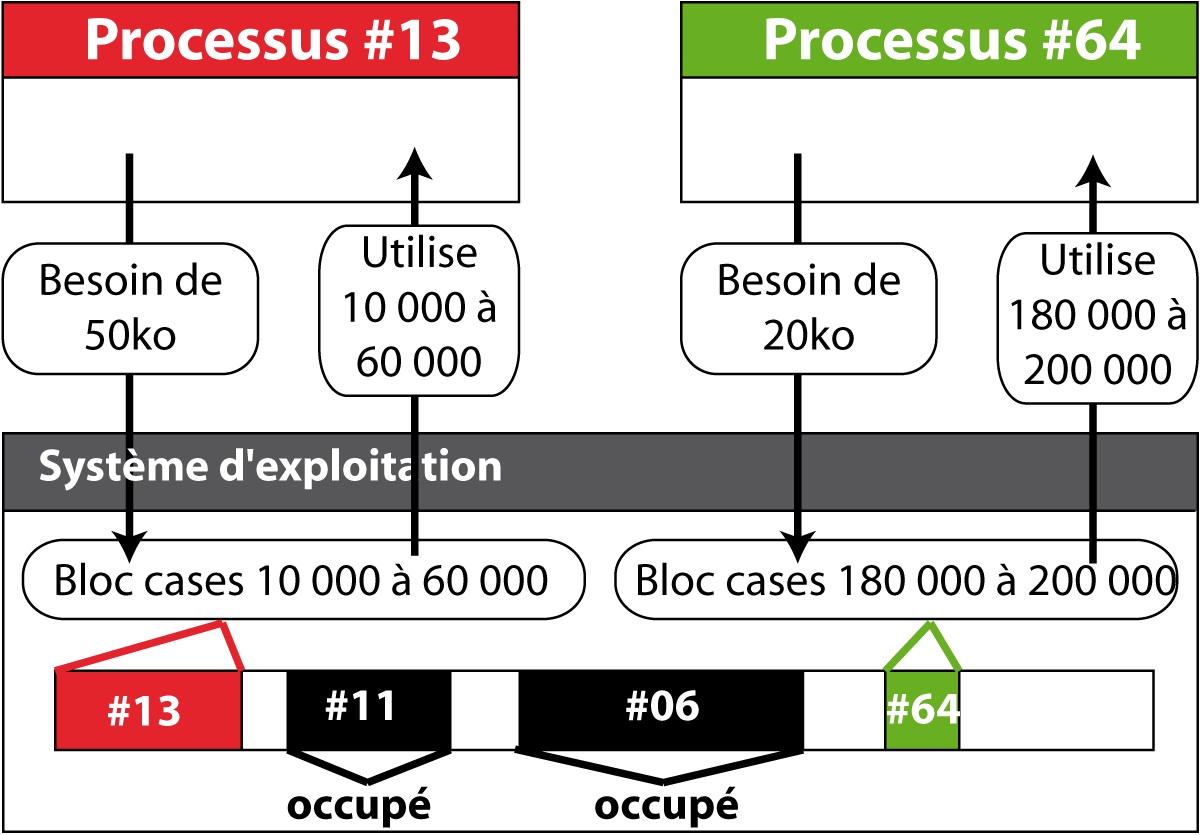 Processus #13
Processus #64
Besoin de
50ko
Utilise
10 000 à
60 000
Besoin de
20ko
Utilise
180 000 à
200 000
Système d'exploitation
Bloc cases 10 000 à 60 000
Bloc cases 180 000 à 200 000
#13
#11
#06
#64
occupé
occupé